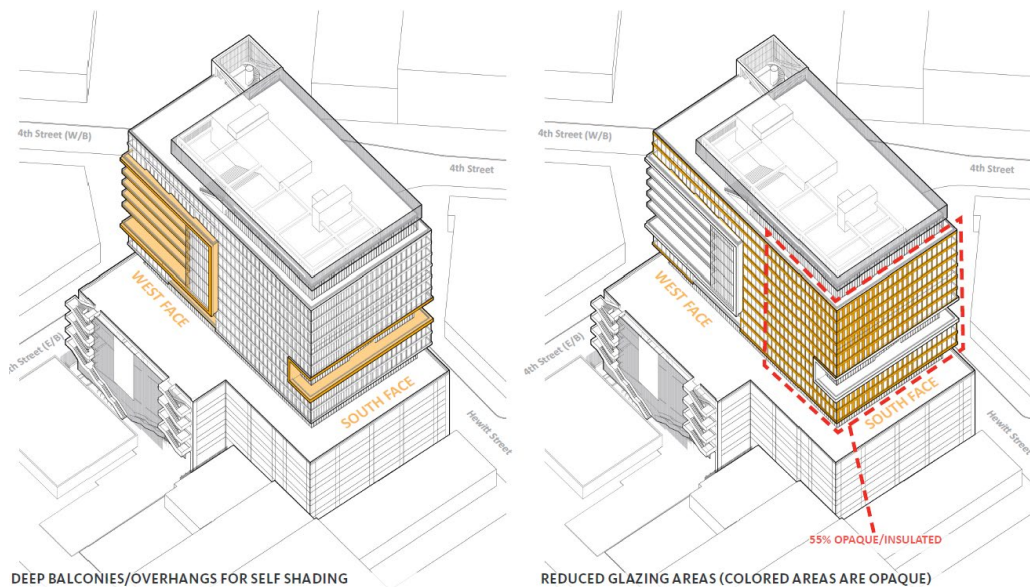 4th Street (W/B)
4th Street
WEST FACE
4th Street (E/B)
SOUTH FACE
Hewitt Street
DEEP BALCONIES/OVERHANGS FOR SELF SHADING
4th Street (W/B)
4th Street
WEST FACE
4th Street (E/B)
SOUTH FACE
Hewitt Street
55% OPAQUE/INSULATED
REDUCED GLAZING AREAS (COLORED AREAS ARE OPAQUE)